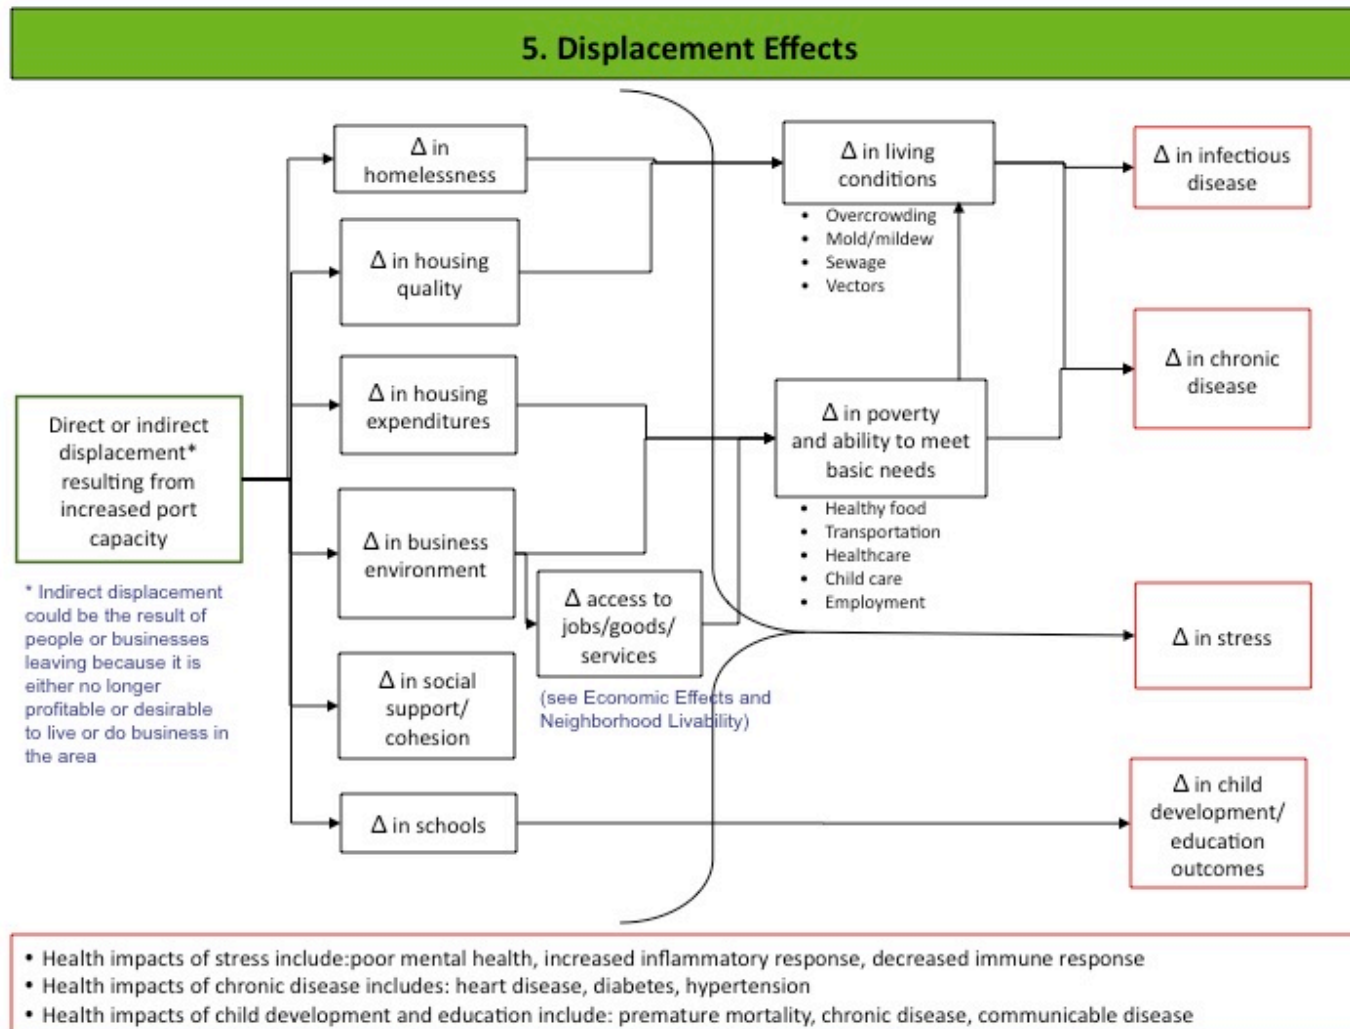 5. Displacement Effects
Δ in
homelessness
Δ in housing
quality
Δ in housing
expenditures
Direct or indirect
displacement*
resulting from
increased port
capacity
* Indirect displacement
could be the result of
people or businesses
leaving because it is
either no longer
profitable or desirable
to live or do business in
the area
Δ in business
environment
Δ access to
jobs/goods/
services
(see Economic Effects and
Neighborhood Livability)
Δ in social
support/
cohesion
Δ in schools
Δ in living
conditions
• Overcrowding
• Mold/mildew
• Sewage
• Vectors
Δ in poverty
and ability to meet
basic needs
• Healthy food
• Transportation
• Healthcare
• Child care
• Employment
Δ in infectious
disease
Δ in chronic
disease
Δ in stress
Δ in child
development/
education
outcomes
• Health impacts of stress include:poor mental health, increased inflammatory response, decreased immune response
• Health impacts of chronic disease includes: heart disease, diabetes, hypertension
• Health impacts of child development and education include: premature mortality, chronic disease, communicable disease